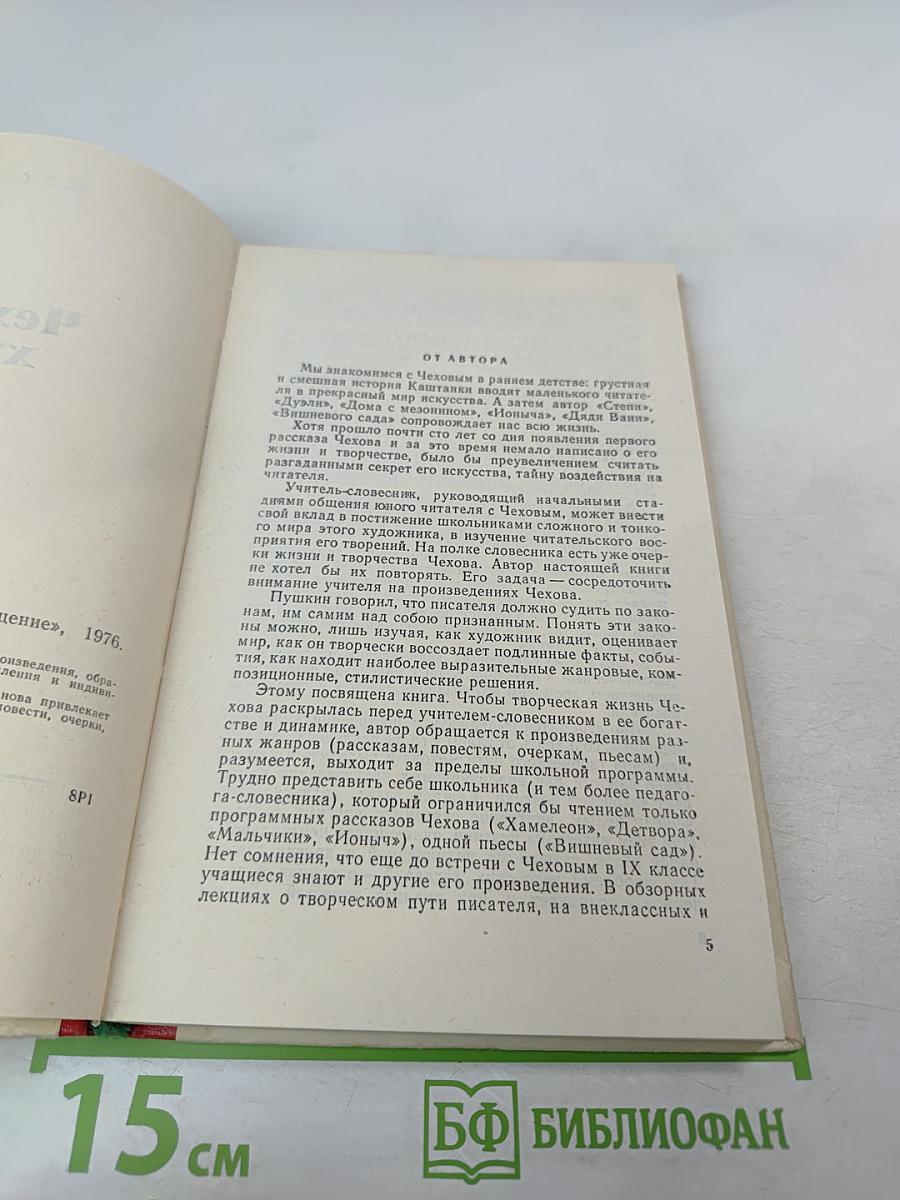 Чех
х
щение», 1976.
оизведения, обра-
ления и индиви-
нова привлекает
повести, очерки,
8Р1
ОТ АВТОРА
Мы знакомимся с Чеховым в раннем детстве: грустная
и смешная история Каштанки вводит маленького читате-
ля в прекрасный мир искусства. А затем автор «Степи»,
«Дуэли», «Дома с мезонином», «Ионыча», «Дяди Вани»,
«Вишневого сада» сопровождает нас всю жизнь.
Хотя прошло почти сто лет со дня появления первого
рассказа Чехова и за это время немало написано о его
жизни и творчестве, было бы преувеличением считать
разгаданными секрет его искусства, тайну воздействия на
читателя.
Учитель-словесник, руководящий начальными ста-
диями общения юного читателя с Чеховым, может внести
свой вклад в постижение школьниками сложного и тонко-
го мира этого художника, в изучение читательского вос-
приятия его творений. На полке словесника есть уже очер-
ки жизни и творчества Чехова. Автор настоящей книги
не хотел бы их повторять. Его задача — сосредоточить
внимание учителя на произведениях Чехова.
Пушкин говорил, что писателя должно судить по зако-
нам, им самим над собою признанным. Понять эти зако-
ны можно, лишь изучая, как художник видит, оценивает
мир, как он творчески воссоздает подлинные факты, собы-
тия, как находит наиболее выразительные жанровые, ком-
позиционные, стилистические решения.
Этому посвящена книга. Чтобы творческая жизнь Че-
хова раскрылась перед учителем-словесником в ее богат-
стве и динамике, автор обращается к произведениям раз-
ных жанров (рассказам, повестям, очеркам, пьесам) и,
разумеется, выходит за пределы школьной программы.
Трудно представить себе школьника (и тем более педаго-
га-словесника), который ограничился бы чтением только
программных рассказов Чехова («Хамелеон», «Детвора»,
«Мальчики», «Ионыч»), одной пьесы («Вишневый сад»).
Нет сомнения, что еще до встречи с Чеховым в IX классе
учащиеся знают и другие его произведения. В обзорных
лекциях о творческом пути писателя, на внеклассных и
5
15 см
БФ БИБЛИОФАН